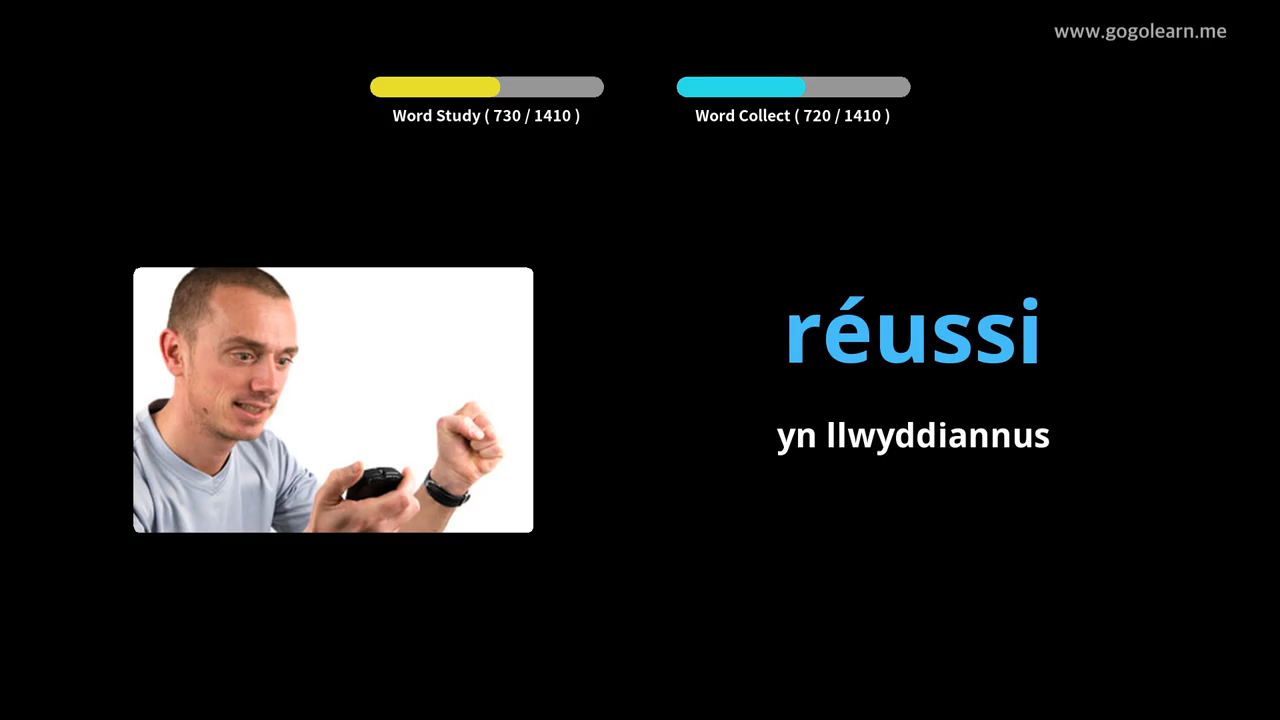 www.gogolearn.me
Word Study ( 730 / 1410 )
Word Collect ( 720 / 1410 )
réussi
yn llwyddiannus